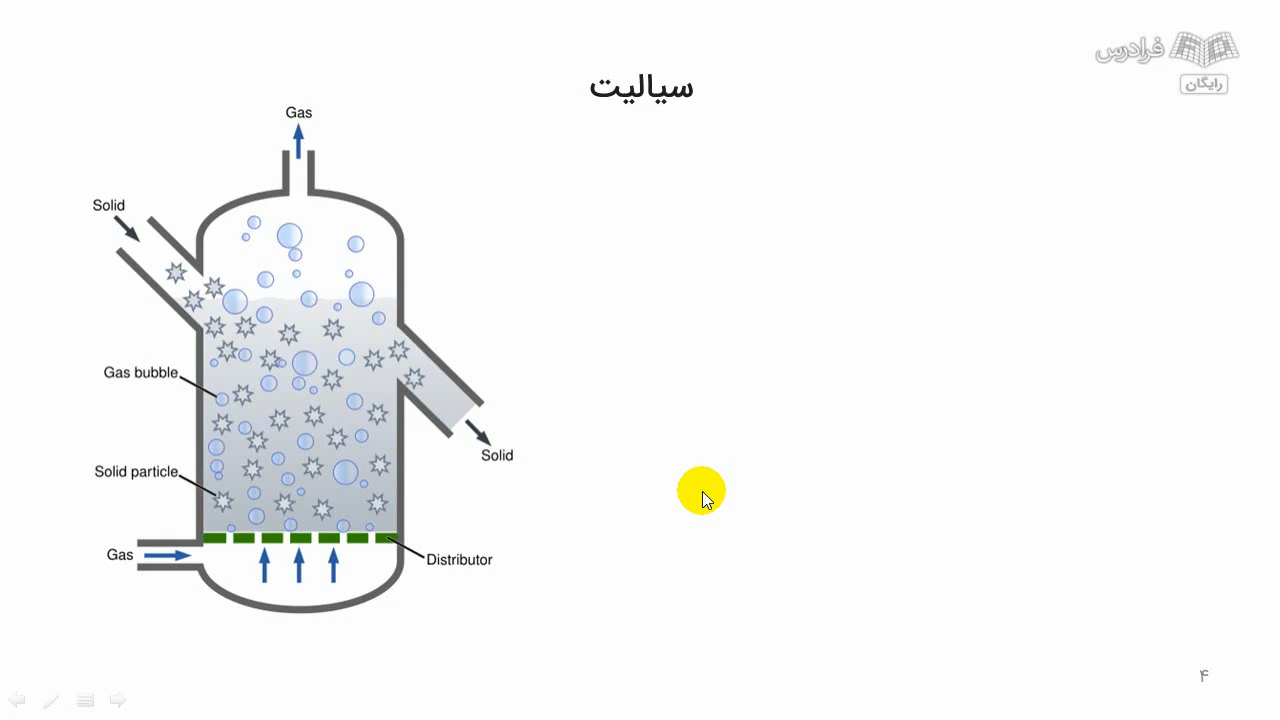 فرادرس
رایگان
سیالیت
Gas
Solid
Gas bubble
Solid
Solid particle
Gas
Distributor
۴